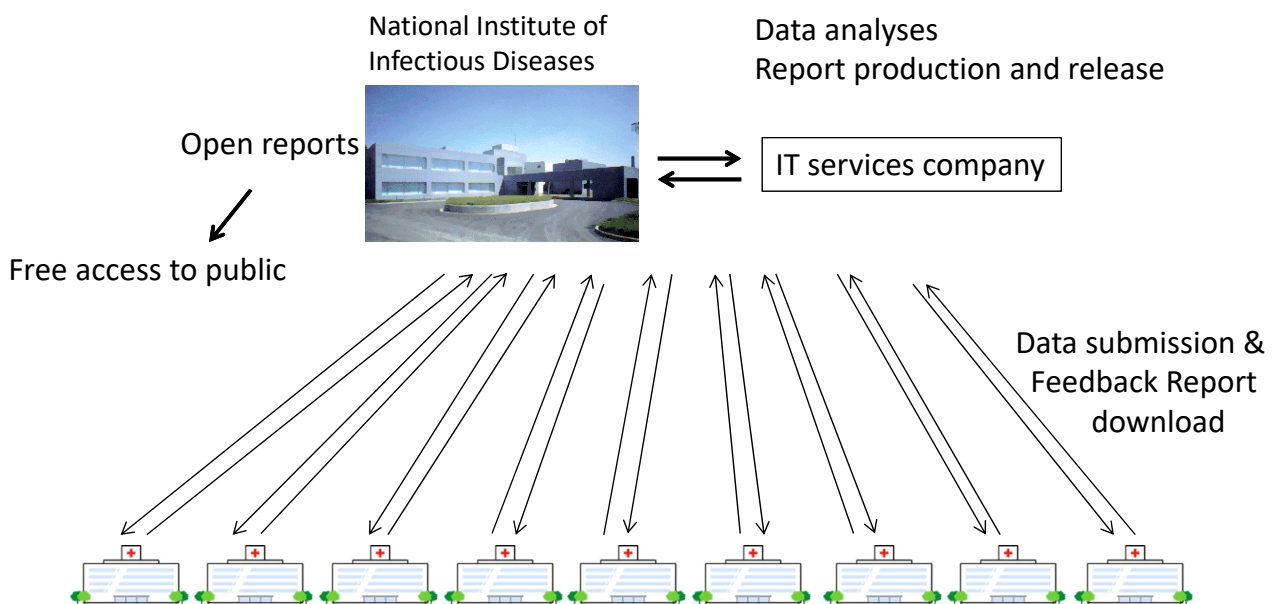 National Institute of
Infectious Diseases
Data analyses
Report production and release
Open reports
IT services company
Free access to public
Data submission &
Feedback Report
download